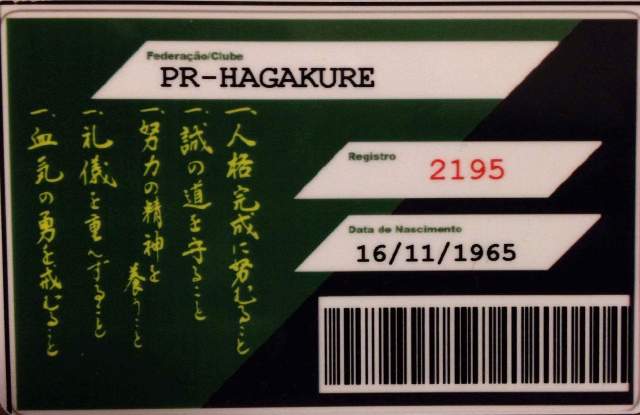 Federação/Clube
PR-HAGAKURE
Registro
2195
Data de Nascimento
16/11/1965
一、人格完成に努むること
一、誠の道を守ること
一、努力の精神を養うこと
一、礼儀を重んずること
一、血気の勇を戒むること